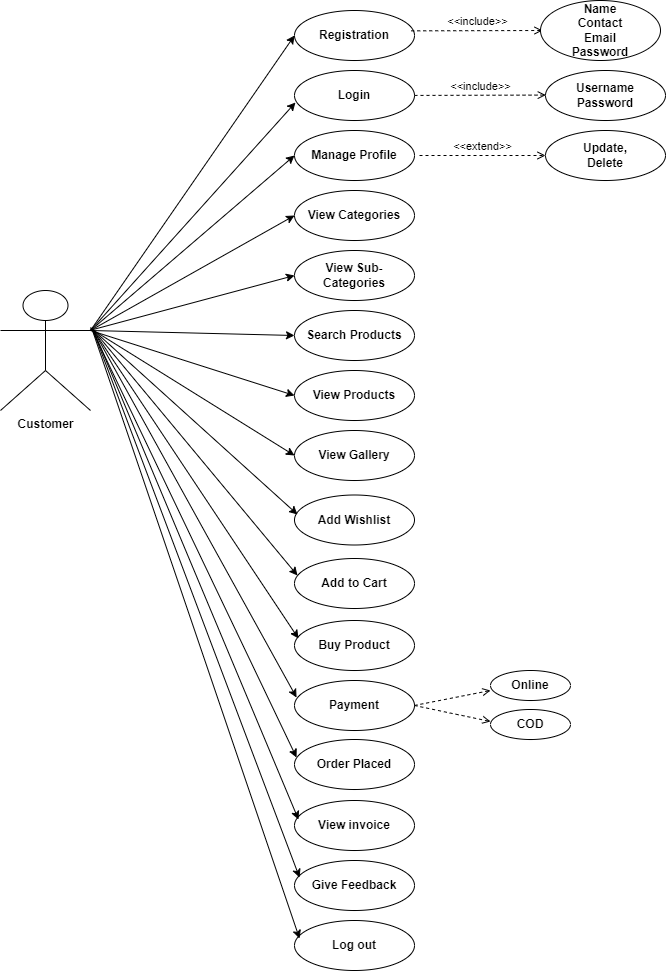 Registration
<<include>>
Name
Contact
Email
Password
Login
<<include>>
Username
Password
Manage Profile
<<extend>>
Update,
Delete
View Categories
View Sub-
Categories
Search Products
View Products
Customer
View Gallery
Add Wishlist
Add to Cart
Buy Product
Payment
Online
COD
Order Placed
View invoice
Give Feedback
Log out